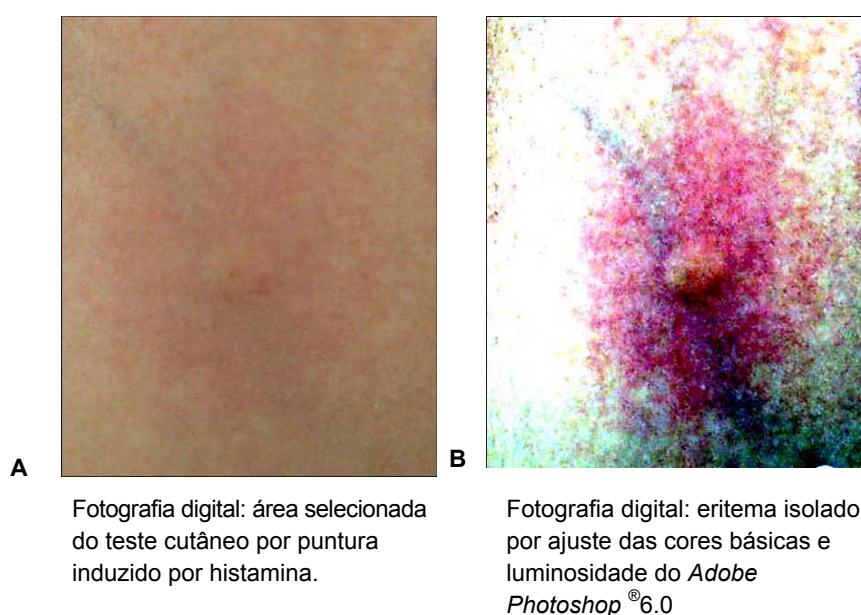 A
B
Fotografia digital: área selecionada
do teste cutâneo por puntura
induzido por histamina.
Fotografia digital: eritema isolado
por ajuste das cores básicas e
luminosidade do Adobe
Photoshop ®6.0